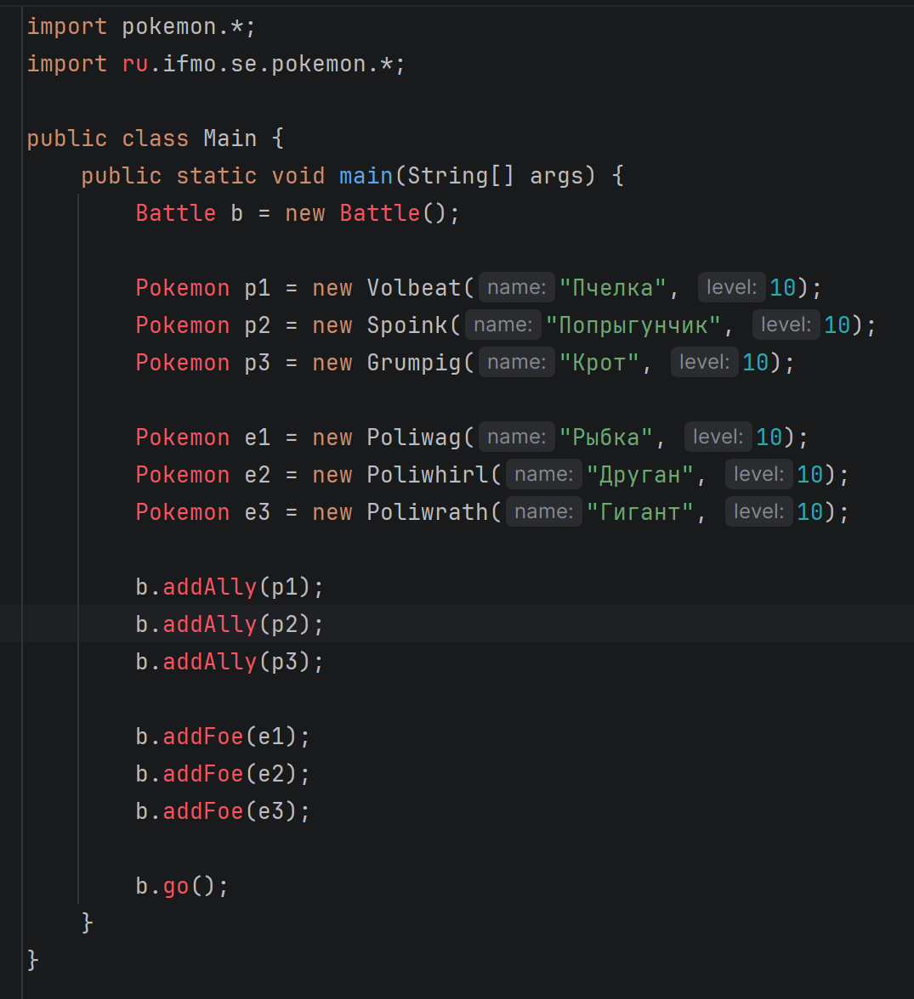 import pokemon.*;
import ru.ifmo.se.pokemon.*;
public class Main {
public static void main(String[] args) {
Battle b = new Battle();
Pokemon p1 = new Volbeat( name: "Пчелка", level: 10);
Pokemon p2 = new Spoink( name: "Попрыгунчик", level: 10);
Pokemon p3 = new Grumpig( name: "Крот", level: 10);
Pokemon e1 = new Poliwag( name: "Рыбка", level: 10);
Pokemon e2 = new Poliwhirl( name: "Друган", level: 10);
Pokemon e3 = new Poliwrath( name: "Гигант", level: 10);
b.addAlly(p1);
b.addAlly(p2);
b.addAlly(p3);
b.addFoe(e1);
b.addFoe(e2);
b.addFoe(e3);
b.go();
}
}